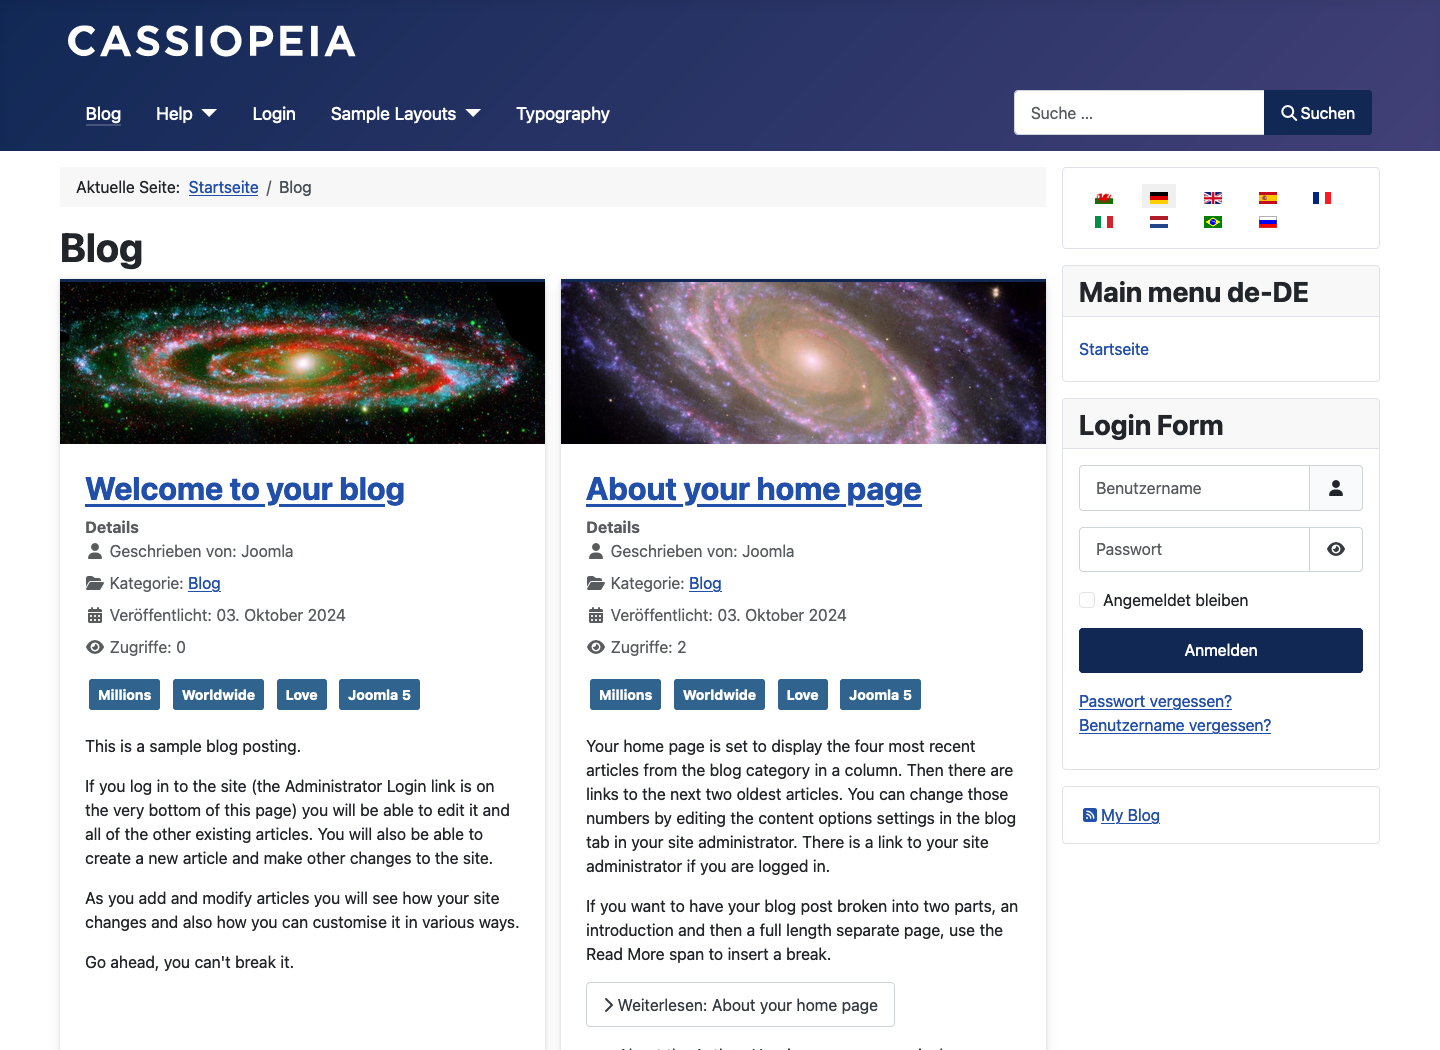 CASSIOPEIA
Blog Help Login Sample Layouts Typography
Suche ... Suchen
Aktuelle Seite: Startseite / Blog
Blog
Welcome to your blog
Details
Geschrieben von: Joomla
Kategorie: Blog
Veröffentlicht: 03. Oktober 2024
Zugriffe: 0
Millions Worldwide Love Joomla 5
This is a sample blog posting.
If you log in to the site (the Administrator Login link is on
the very bottom of this page) you will be able to edit it and
all of the other existing articles. You will also be able to
create a new article and make other changes to the site.
As you add and modify articles you will see how your site
changes and also how you can customise it in various ways.
Go ahead, you can't break it.
About your home page
Details
Geschrieben von: Joomla
Kategorie: Blog
Veröffentlicht: 03. Oktober 2024
Zugriffe: 2
Millions Worldwide Love Joomla 5
Your home page is set to display the four most recent
articles from the blog category in a column. Then there are
links to the next two oldest articles. You can change those
numbers by editing the content options settings in the blog
tab in your site administrator. There is a link to your site
administrator if you are logged in.
If you want to have your blog post broken into two parts, an
introduction and then a full length separate page, use the
Read More span to insert a break.
Weiterlesen: About your home page
Main menu de-DE
Startseite
Login Form
Benutzername
Passwort
Angemeldet bleiben
Anmelden
Passwort vergessen?
Benutzername vergessen?
My Blog